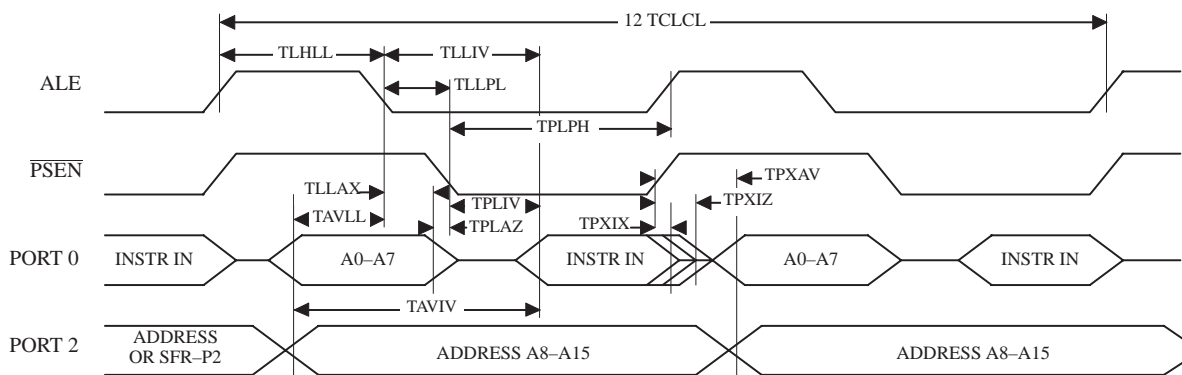 12 TCLCL
TLHLL
TLLIV
ALE
TLLPL
TPLPH
PSEN
TLLAX
TPXAV
TPLIV
TPXIZ
TAVLL
TPLAZ
TPXIX
PORT 0
INSTR IN
A0–A7
INSTR IN
A0–A7
INSTR IN
TAVIV
PORT 2
ADDRESS
OR SFR–P2
ADDRESS A8–A15
ADDRESS A8–A15